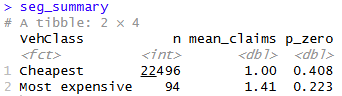 > seg_summary
# A tibble: 2 × 4
  vehClass           n mean_claims p_zero
  <fct>          <int>       <dbl>  <dbl>
1 Cheapest       22496        1.00  0.408
2 Most expensive    94        1.41  0.223